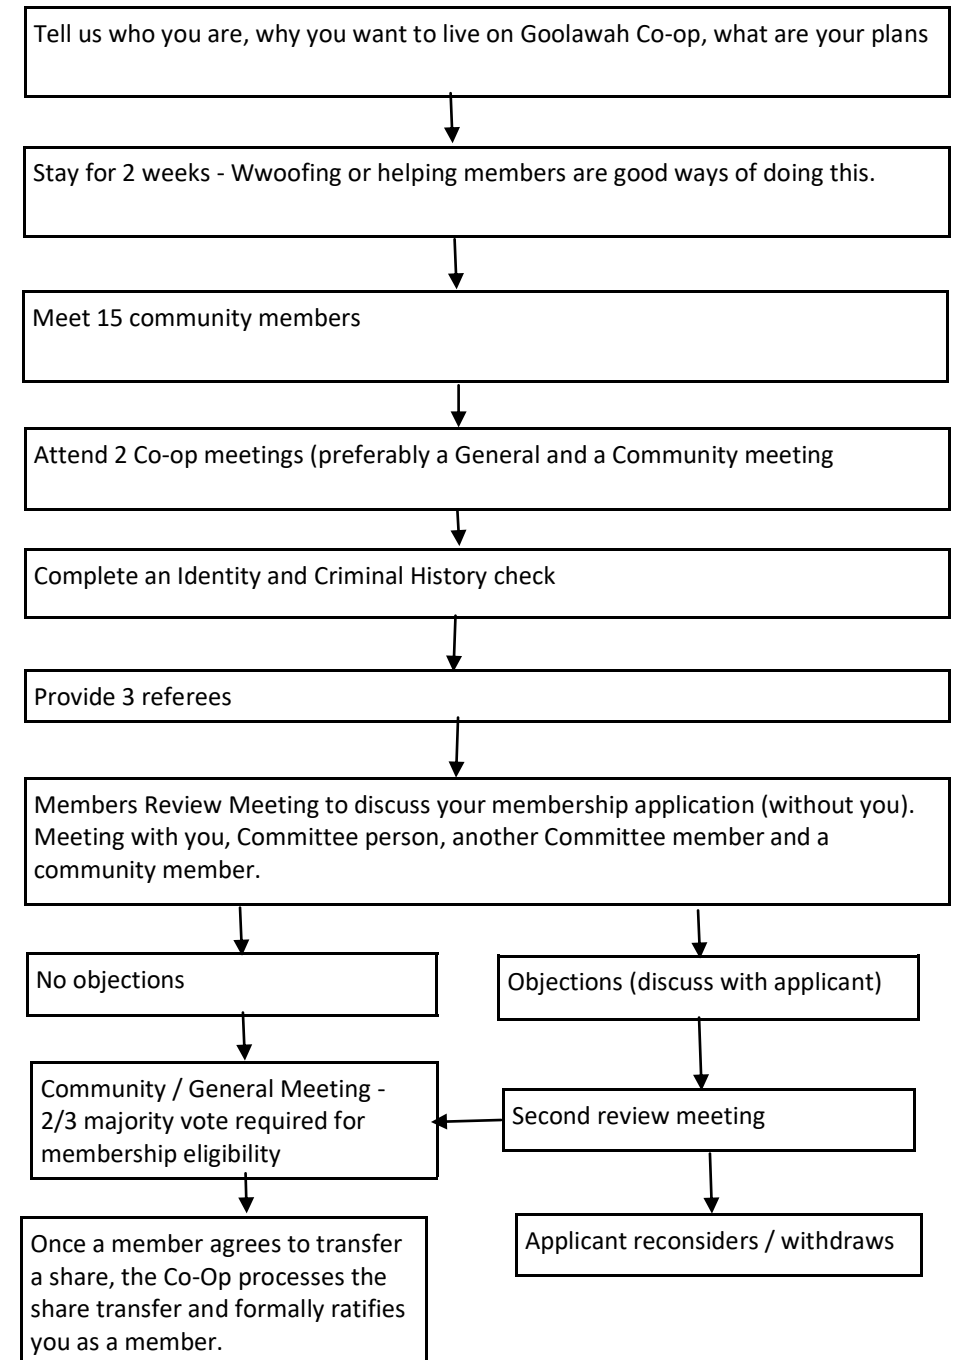 Tell us who you are, why you want to live on Goolawah Co-op, what are your plans
Stay for 2 weeks - Wwoofing or helping members are good ways of doing this.
Meet 15 community members
Attend 2 Co-op meetings (preferably a General and a Community meeting
Complete an Identity and Criminal History check
Provide 3 referees
Members Review Meeting to discuss your membership application (without you).
Meeting with you, Committee person, another Committee member and a
community member.
No objections
Objections (discuss with applicant)
Community / General Meeting -
2/3 majority vote required for
membership eligibility
Second review meeting
Once a member agrees to transfer
a share, the Co-Op processes the
share transfer and formally ratifies
you as a member.
Applicant reconsiders / withdraws